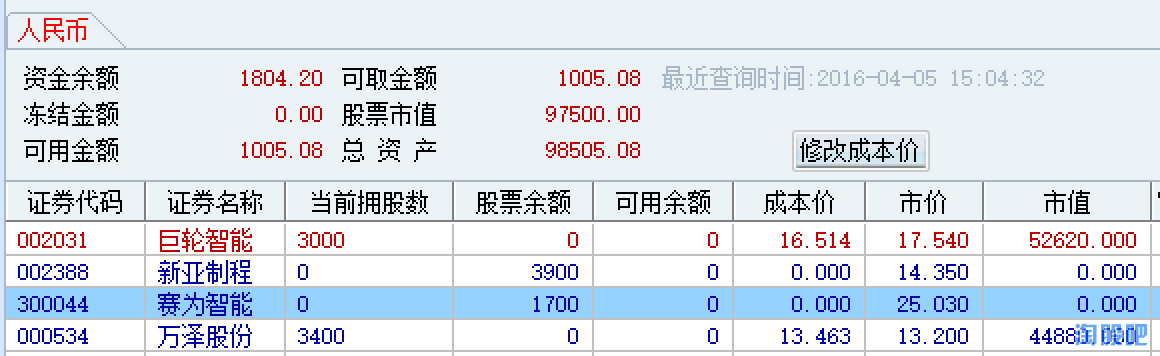 人民币
资金余额 1804.20 可取金额 1005.08 最近查询时间:2016-04-05 15:04:32
冻结金额 0.00 股票市值 97500.00
可用金额 1005.08 总 资 产 98505.08 修改成本价
证券代码 证券名称 当前拥股数 股票余额 可用余额 成本价 市价 市值
002031 巨轮智能 3000 0 0 16.514 17.540 52620.000
002388 新亚制程 0 3900 0 0.000 14.350 0.000
300044 赛为智能 0 1700 0 0.000 25.030 0.000
000534 万泽股份 3400 0 0 13.463 13.200 44880.000
淘股吧